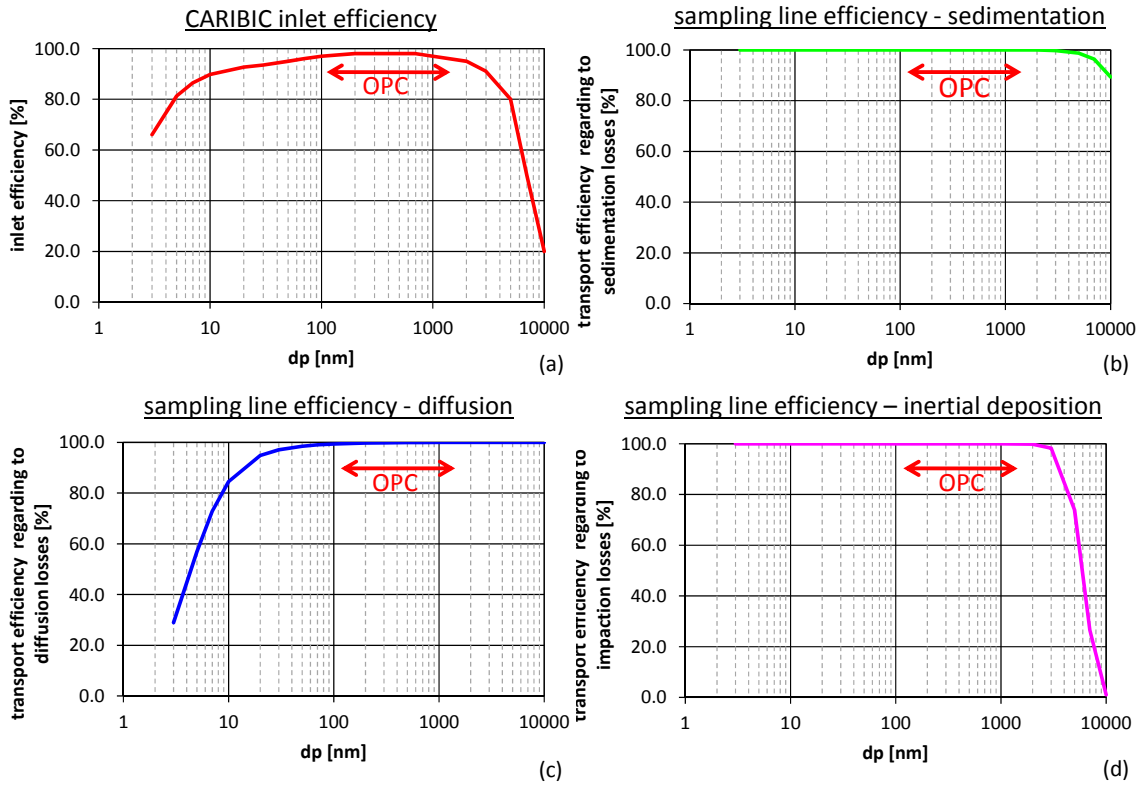 CARIBIC inlet efficiency
inlet efficiency [%]
100.0
80.0
60.0
40.0
20.0
0.0
OPC
1 10 100 1000 10000
dp [nm]
(a)
sampling line efficiency - sedimentation
transport efficiency regarding to
sedimentation losses [%]
100.0
80.0
60.0
40.0
20.0
0.0
OPC
1 10 100 1000 10000
dp [nm]
(b)
sampling line efficiency - diffusion
transport efficiency regarding to
diffusion losses [%]
100.0
80.0
60.0
40.0
20.0
0.0
OPC
1 10 100 1000 10000
dp [nm]
(c)
sampling line efficiency – inertial deposition
transport efficiency regarding to
impaction losses [%]
100.0
80.0
60.0
40.0
20.0
0.0
OPC
1 10 100 1000 10000
dp [nm]
(d)